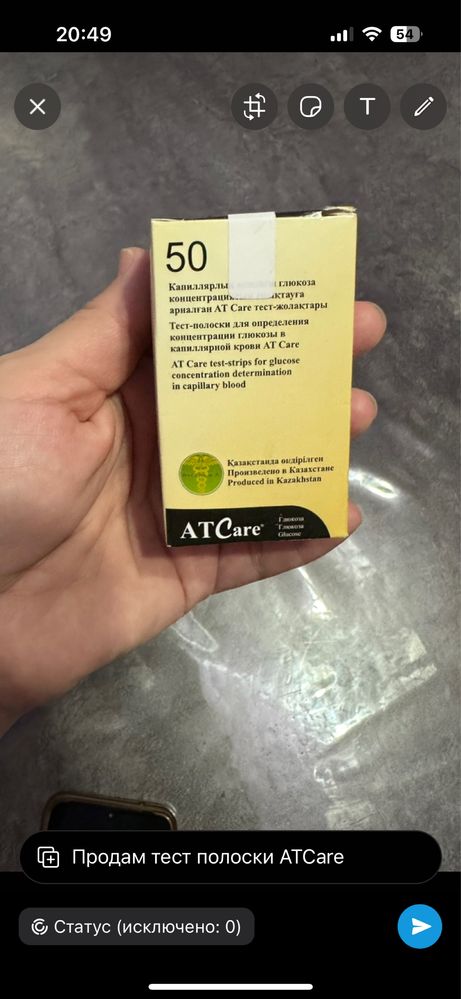 20:49
54
T
50
Капиллярлы глюкоза
концентрация
арналған AT Care тест-жолақтары
Тест-полоски для определения
концентрации глюкозы в
капиллярной крови AT Care
AT Care test-strips for glucose
concentration determination
in capillary blood
Қазақстанда өндірілген
Произведено в Казахстане
Produced in Kazakhstan
ATCare®
Глюкоза
Глюкоза
Glucose
Продам тест полоски ATCare
Статус (исключено: 0)